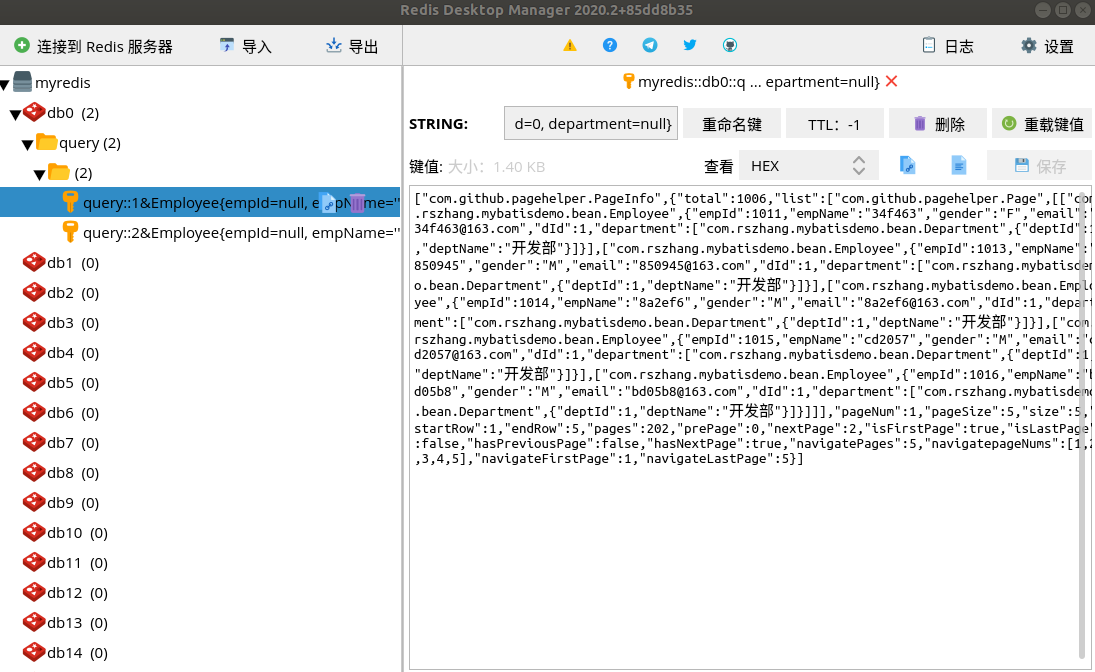 Redis Desktop Manager 2020.2+85dd8b35
连接到 Redis 服务器
导入
导出
日志
设置
myredis
db0 (2)
query (2)
(2)
query::1&Employee{empId=null, empName=''
query::2&Employee{empId=null, empName=''
db1 (0)
db2 (0)
db3 (0)
db4 (0)
db5 (0)
db6 (0)
db7 (0)
db8 (0)
db9 (0)
db10 (0)
db11 (0)
db12 (0)
db13 (0)
db14 (0)
myredis::db0::q ... epartment=null}
STRING:
d=0, department=null}
重命名键
TTL: -1
删除
重载键值
键值: 大小: 1.40 KB
查看
HEX
保存
["com.github.pagehelper.PageInfo",{"total":1006,"list":["com.github.pagehelper.Page",[["com
.rszhang.mybatisdemo.bean.Employee",{"empId":1011,"empName":"34f463","gender":"F","email":"
34f463@163.com","dId":1,"department":["com.rszhang.mybatisdemo.bean.Department",{"deptId":1
,"deptName":"开发部"}]}],["com.rszhang.mybatisdemo.bean.Employee",{"empId":1013,"empName":"
850945","gender":"M","email":"850945@163.com","dId":1,"department":["com.rszhang.mybatisdem
o.bean.Department",{"deptId":1,"deptName":"开发部"}]}],["com.rszhang.mybatisdemo.bean.Emplo
yee",{"empId":1014,"empName":"8a2ef6","gender":"M","email":"8a2ef6@163.com","dId":1,"depart
ment":["com.rszhang.mybatisdemo.bean.Department",{"deptId":1,"deptName":"开发部"}]}],["com.
rszhang.mybatisdemo.bean.Employee",{"empId":1015,"empName":"cd2057","gender":"M","email":"c
d2057@163.com","dId":1,"department":["com.rszhang.mybatisdemo.bean.Department",{"deptId":1,
"deptName":"开发部"}]}],["com.rszhang.mybatisdemo.bean.Employee",{"empId":1016,"empName":"b
d05b8","gender":"M","email":"bd05b8@163.com","dId":1,"department":["com.rszhang.mybatisdemo
.bean.Department",{"deptId":1,"deptName":"开发部"}]}]]],"pageNum":1,"pageSize":5,"size":5,"
startRow":1,"endRow":5,"pages":202,"prePage":0,"nextPage":2,"isFirstPage":true,"isLastPage"
:false,"hasPreviousPage":false,"hasNextPage":true,"navigatePages":5,"navigatepageNums":[1,2
,3,4,5],"navigateFirstPage":1,"navigateLastPage":5}]